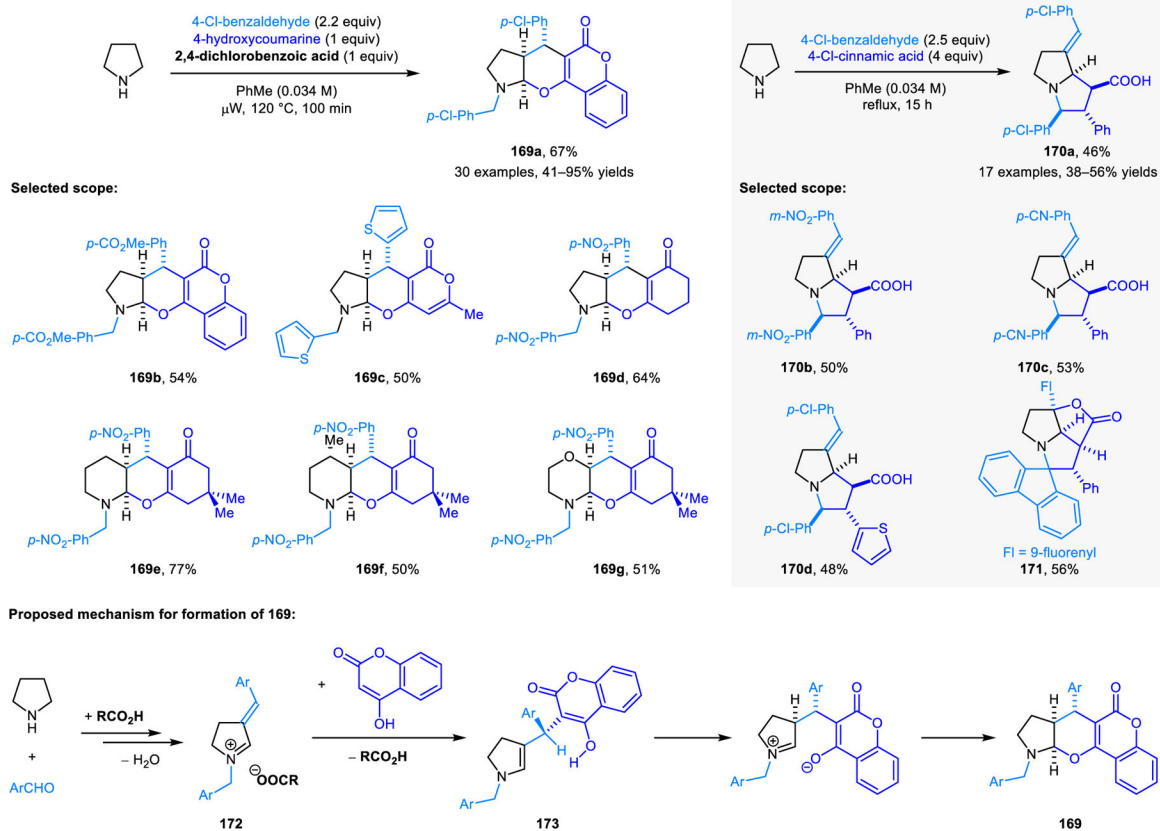 4-Cl-benzaldehyde (2.2 equiv)
4-hydroxycoumarine (1 equiv)
2,4-dichlorobenzoic acid (1 equiv)
PhMe (0.034 M)
µW, 120 °C, 100 min
N
H
p-Cl-Ph
H
O
O
N
H
O
p-Cl-Ph
169a, 67%
30 examples, 41–95% yields
4-Cl-benzaldehyde (2.5 equiv)
4-Cl-cinnamic acid (4 equiv)
PhMe (0.034 M)
reflux, 15 h
N
H
p-Cl-Ph
H
N
COOH
p-Cl-Ph
Ph
170a, 46%
17 examples, 38–56% yields
Selected scope:
p-CO2Me-Ph
H
O
O
N
H
O
p-CO2Me-Ph
169b, 54%
S
H
O
O
N
H
O
Me
S
169c, 50%
p-NO2-Ph
H
O
N
H
O
p-NO2-Ph
169d, 64%
p-NO2-Ph
H
O
N
H
O
Me
Me
p-NO2-Ph
169e, 77%
p-NO2-Ph
Me
H
O
N
H
O
Me
Me
p-NO2-Ph
169f, 50%
p-NO2-Ph
O
H
O
N
H
O
Me
Me
p-NO2-Ph
169g, 51%
Selected scope:
m-NO2-Ph
H
N
COOH
m-NO2-Ph
Ph
170b, 50%
p-CN-Ph
H
N
COOH
p-CN-Ph
Ph
170c, 53%
p-Cl-Ph
H
N
COOH
p-Cl-Ph
S
170d, 48%
Fl
O
O
H
N
H
Ph
Fl = 9-fluorenyl
171, 56%
Proposed mechanism for formation of 169:
N
H
+
ArCHO
+ RCO2H
– H2O
Ar
N
+
Ar
⊖
OOCR
172
+
O
O
OH
– RCO2H
O
O
Ar
H
O
H
N
Ar
173
H
Ar
O
O
N
+
O
⊖
Ar
Ar
H
O
O
N
H
O
Ar
169